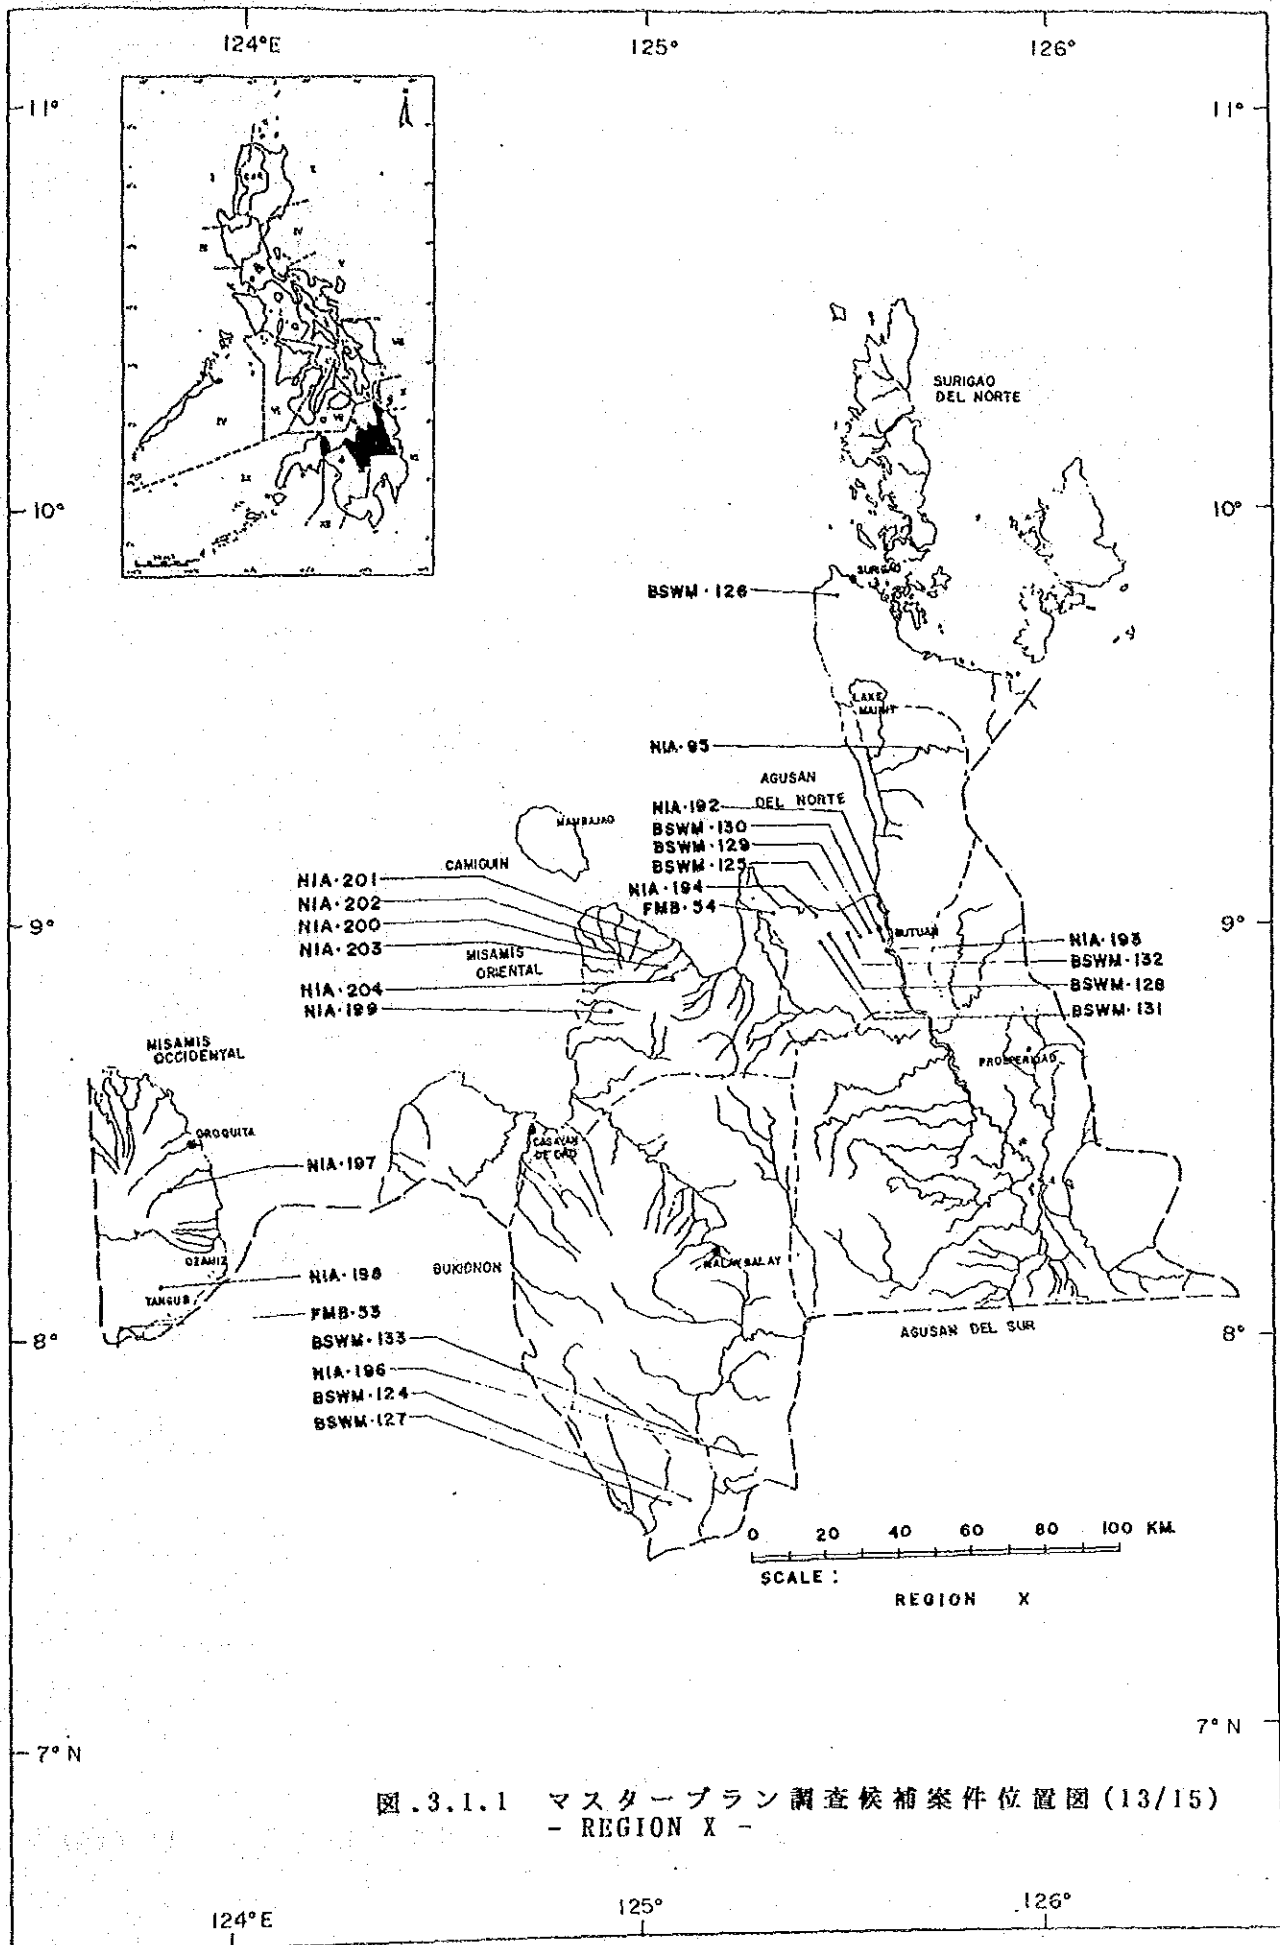 124°E
125°
126°
11°
11°
SURIGAO
DEL NORTE
10°
10°
SURIGAO
BSWM·126
LAKE
MAINIT
NIA·95
AGUSAN
DEL NORTE
NIA·192
BSWM·130
BSWM·129
BSWM·125
NIA·194
FMB·54
MAMBAJAO
CAMIGUIN
NIA·201
NIA·202
NIA·200
NIA·203
MISAMIS
ORIENTAL
NIA·204
NIA·199
9°
9°
BUTUAN
NIA·193
BSWM·132
BSWM·128
BSWM·131
PROSPERIDAD
MISAMIS
OCCIDENTAL
OROQUITA
CAGAYAN
DE ORO
NIA·197
OZAMIZ
TANGUB
NIA·198
BUKIDNON
MALAYBALAY
FMB·53
BSWM·133
NIA·196
BSWM·124
BSWM·127
AGUSAN DEL SUR
8°
8°
0 20 40 60 80 100 KM.
SCALE :
REGION X
7° N
7° N
図.3.1.1 マスタープラン調査候補案件位置図(13/15)
- REGION X -
124°E
125°
126°